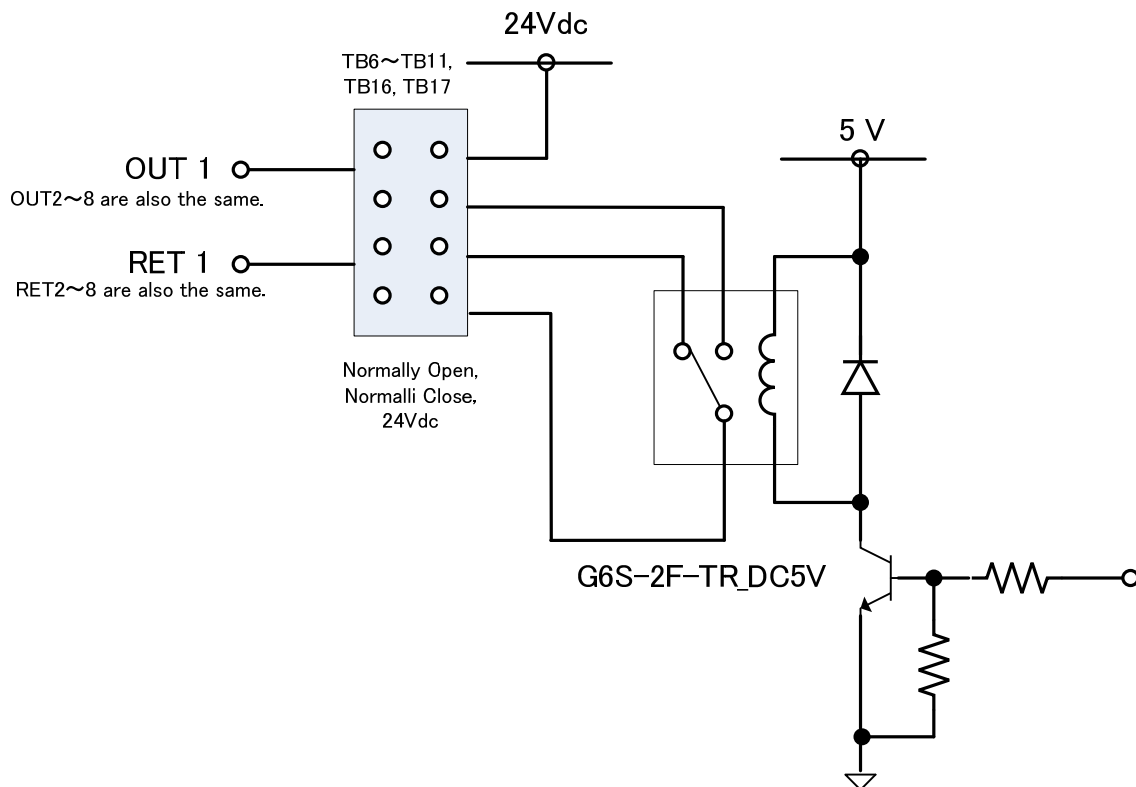 24Vdc
TB6～TB11,
TB16, TB17
5 V
OUT 1
OUT2～8 are also the same.
RET 1
RET2～8 are also the same.
Normally Open,
Normalli Close,
24Vdc
G6S-2F-TR_DC5V